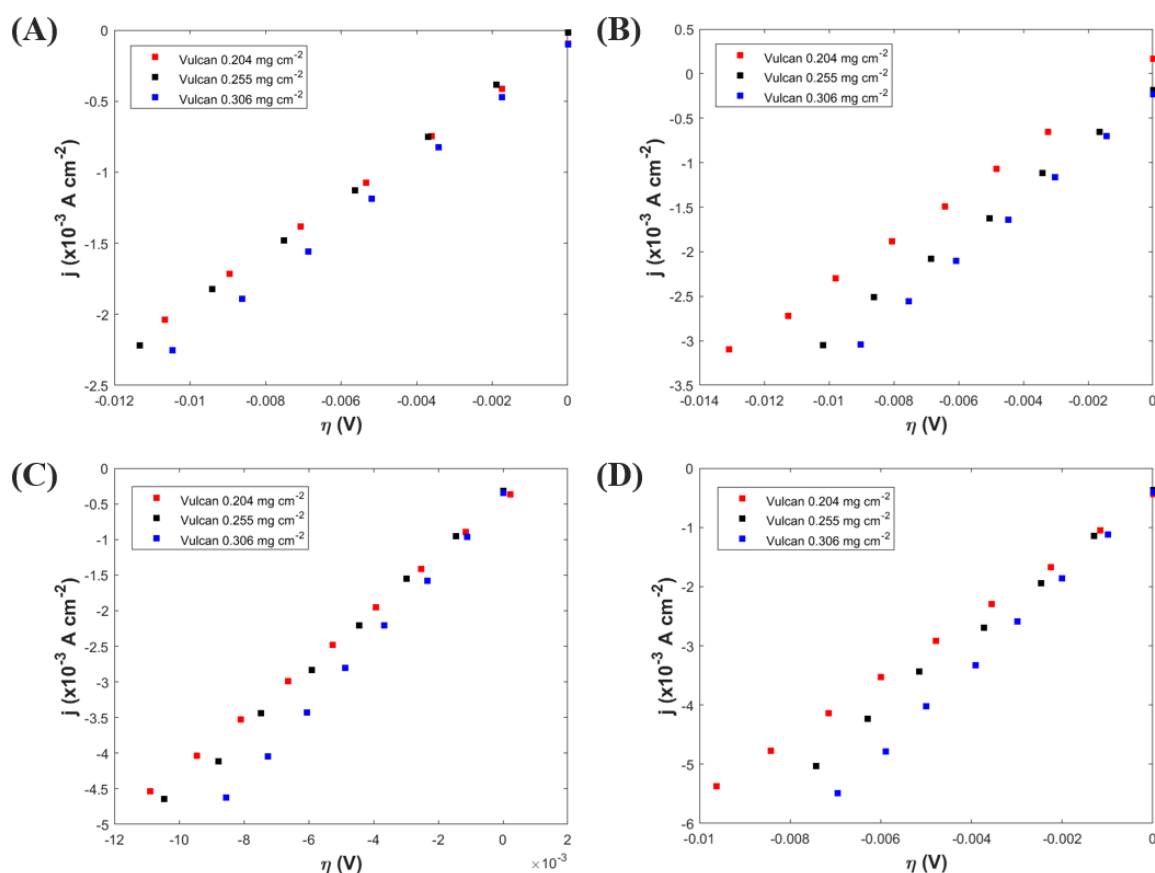 (A)
0
-0.5
-1
-1.5
-2
-2.5
j (x10⁻³ A cm⁻²)
Vulcan 0.204 mg cm⁻²
Vulcan 0.255 mg cm⁻²
Vulcan 0.306 mg cm⁻²
-0.012 -0.01 -0.008 -0.006 -0.004 -0.002 0
η (V)
(B)
0.5
0
-0.5
-1
-1.5
-2
-2.5
-3
-3.5
j (x10⁻³ A cm⁻²)
Vulcan 0.204 mg cm⁻²
Vulcan 0.255 mg cm⁻²
Vulcan 0.306 mg cm⁻²
-0.014 -0.012 -0.01 -0.008 -0.006 -0.004 -0.002 0
η (V)
(C)
0
-0.5
-1
-1.5
-2
-2.5
-3
-3.5
-4
-4.5
-5
j (x10⁻³ A cm⁻²)
Vulcan 0.204 mg cm⁻²
Vulcan 0.255 mg cm⁻²
Vulcan 0.306 mg cm⁻²
-12 -10 -8 -6 -4 -2 0 2
η (V)
×10⁻³
(D)
0
-1
-2
-3
-4
-5
-6
j (x10⁻³ A cm⁻²)
Vulcan 0.204 mg cm⁻²
Vulcan 0.255 mg cm⁻²
Vulcan 0.306 mg cm⁻²
-0.01 -0.008 -0.006 -0.004 -0.002 0
η (V)